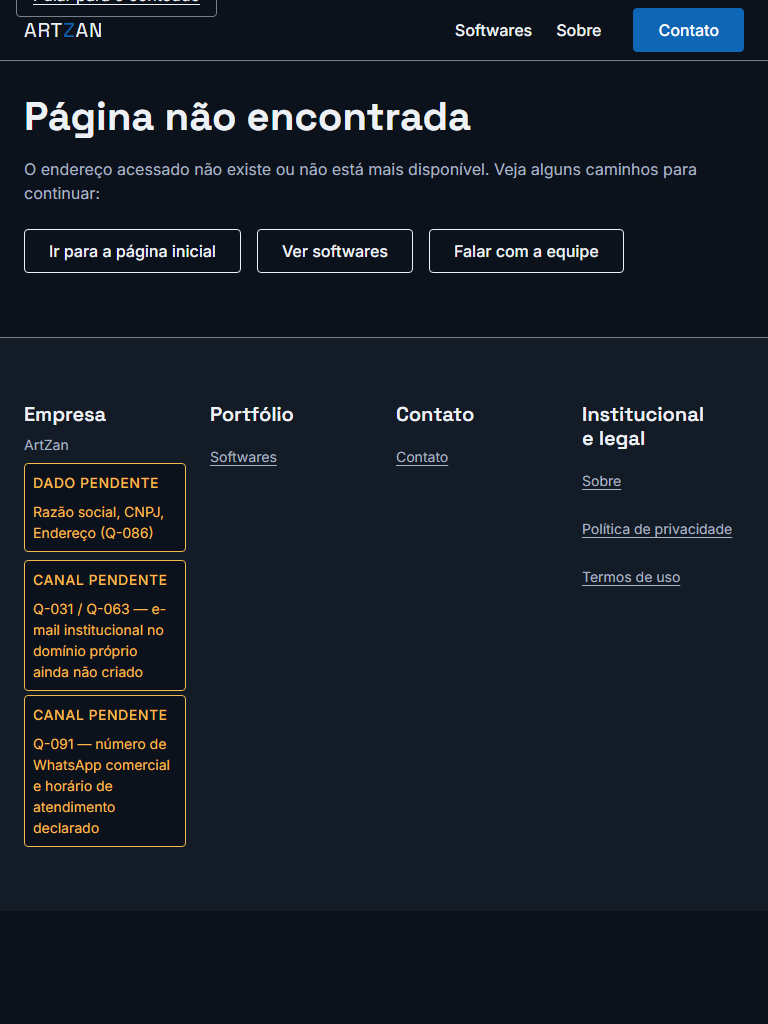 ARTZAN
Softwares
Sobre
Contato
Página não encontrada
O endereço acessado não existe ou não está mais disponível. Veja alguns caminhos para
continuar:
Ir para a página inicial
Ver softwares
Falar com a equipe
Empresa
ArtZan
DADO PENDENTE
Razão social, CNPJ,
Endereço (Q-086)
CANAL PENDENTE
Q-031 / Q-063 — e-
mail institucional no
domínio próprio
ainda não criado
CANAL PENDENTE
Q-091 — número de
WhatsApp comercial
e horário de
atendimento
declarado
Portfólio
Softwares
Contato
Contato
Institucional
e legal
Sobre
Política de privacidade
Termos de uso